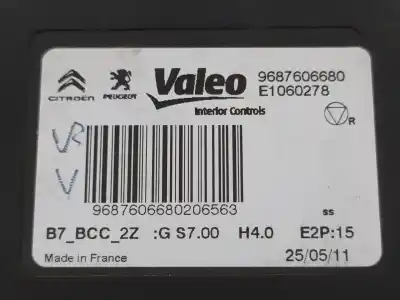 CITROËN PEUGEOT Valeo 9687606680
E1060278
Interior Controls
R
VR
V
9687606680206563
ss
B7_BCC_2Z :G S7.00 H4.0 E2P:15
Made in France 25/05/11